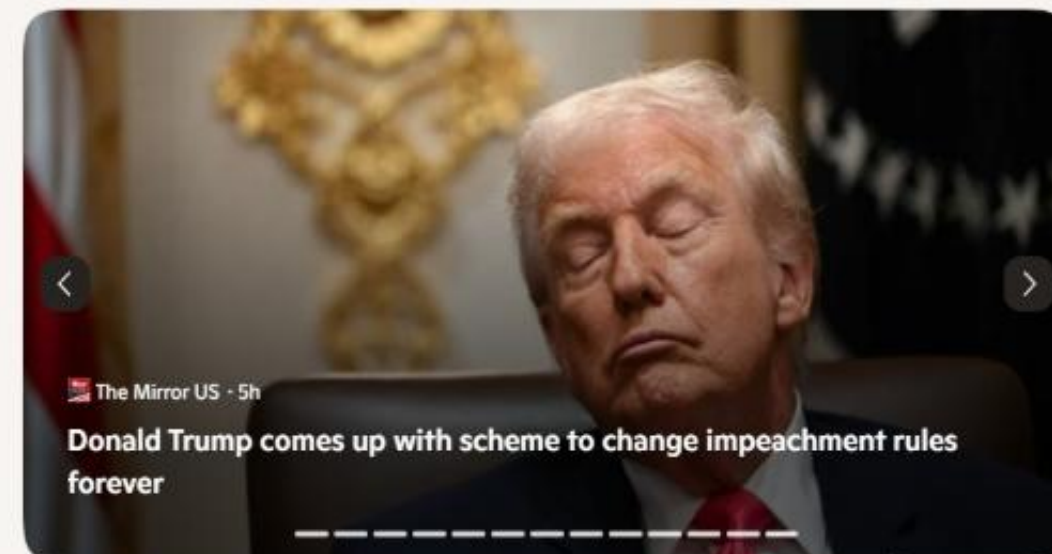 The Mirror US · 5h
Donald Trump comes up with scheme to change impeachment rules
forever